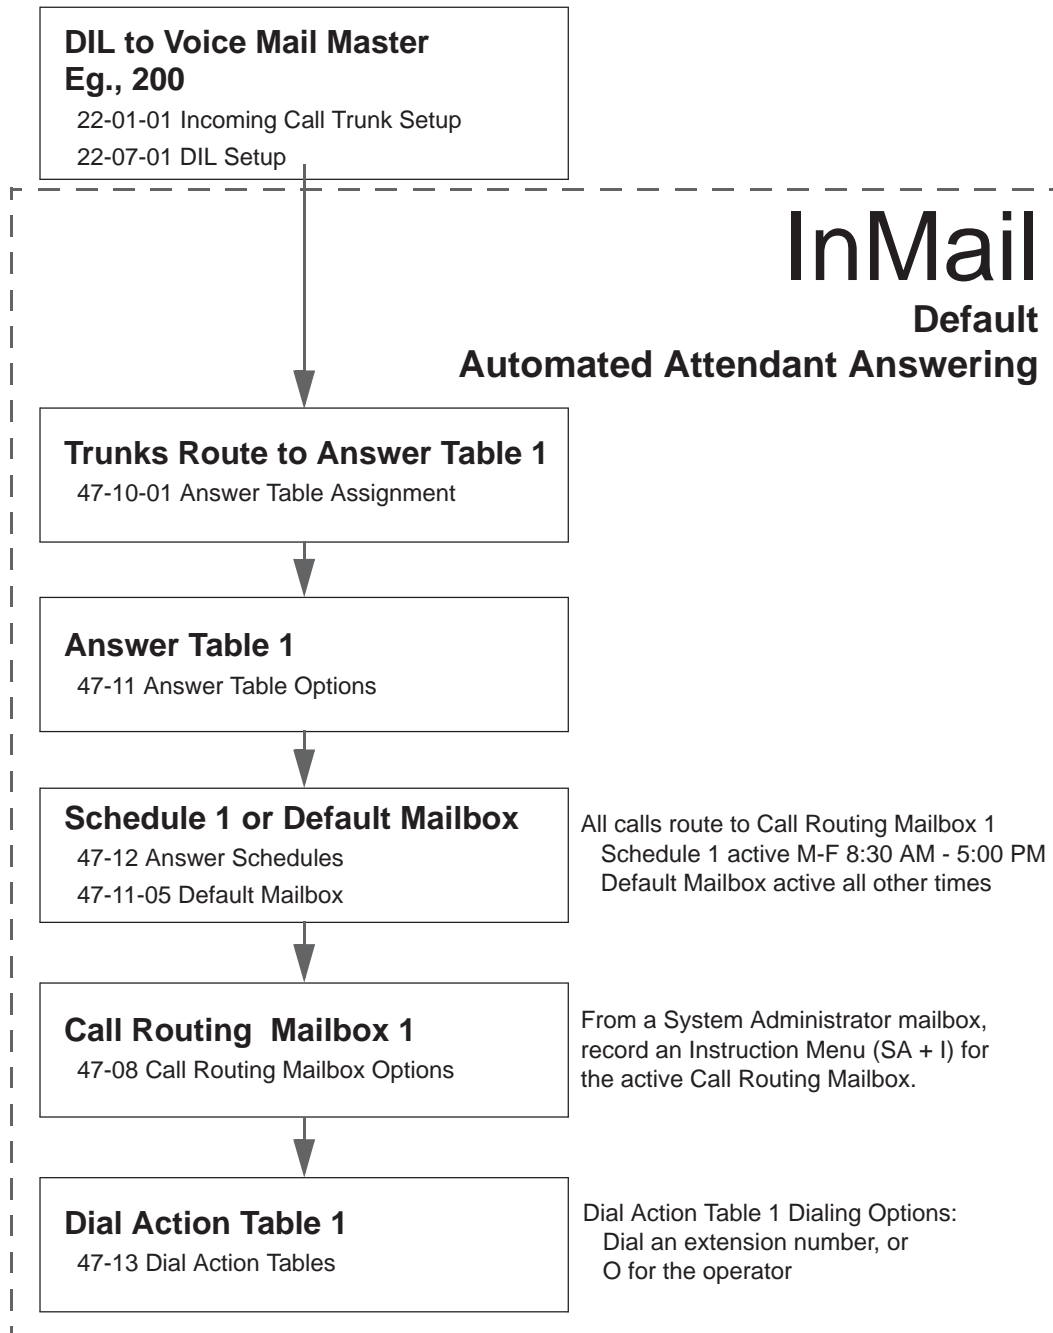 DIL to Voice Mail Master
Eg., 200
22-01-01 Incoming Call Trunk Setup
22-07-01 DIL Setup
InMail
Default
Automated Attendant Answering
Trunks Route to Answer Table 1
47-10-01 Answer Table Assignment
Answer Table 1
47-11 Answer Table Options
Schedule 1 or Default Mailbox
47-12 Answer Schedules
47-11-05 Default Mailbox
All calls route to Call Routing Mailbox 1
Schedule 1 active M-F 8:30 AM - 5:00 PM
Default Mailbox active all other times
Call Routing Mailbox 1
47-08 Call Routing Mailbox Options
From a System Administrator mailbox,
record an Instruction Menu (SA + I) for
the active Call Routing Mailbox.
Dial Action Table 1
47-13 Dial Action Tables
Dial Action Table 1 Dialing Options:
Dial an extension number, or
O for the operator